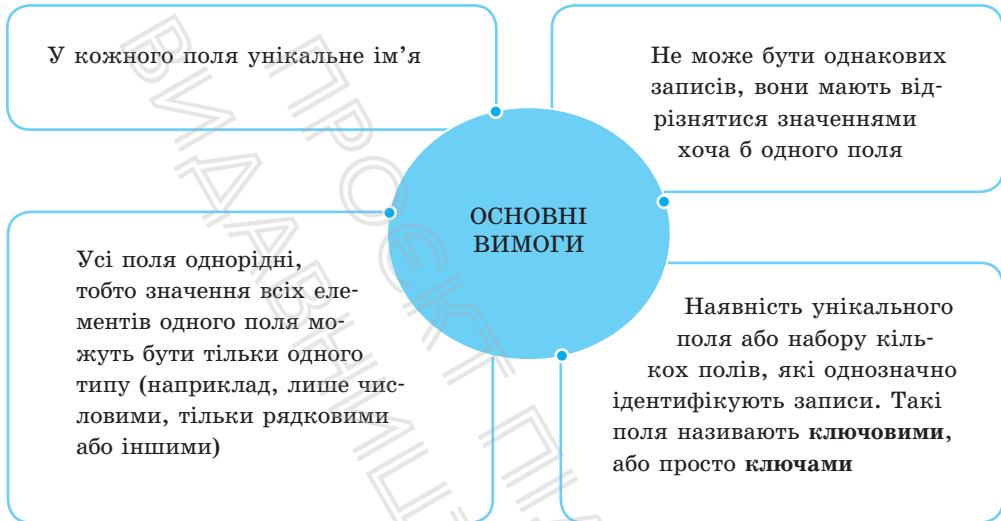 У кожного поля унікальне ім’я
Не може бути однакових
записів, вони мають від-
різнятися значеннями
хоча б одного поля
ОСНОВНІ
ВИМОГИ
Усі поля однорідні,
тобто значення всіх еле-
ментів одного поля мо-
жуть бути тільки одного
типу (наприклад, лише чис-
ловими, тільки рядковими
або іншими)
Наявність унікального
поля або набору кіль-
кох полів, які однозначно
ідентифікують записи. Такі
поля називають ключовими,
або просто ключами
ПРОЄКТ